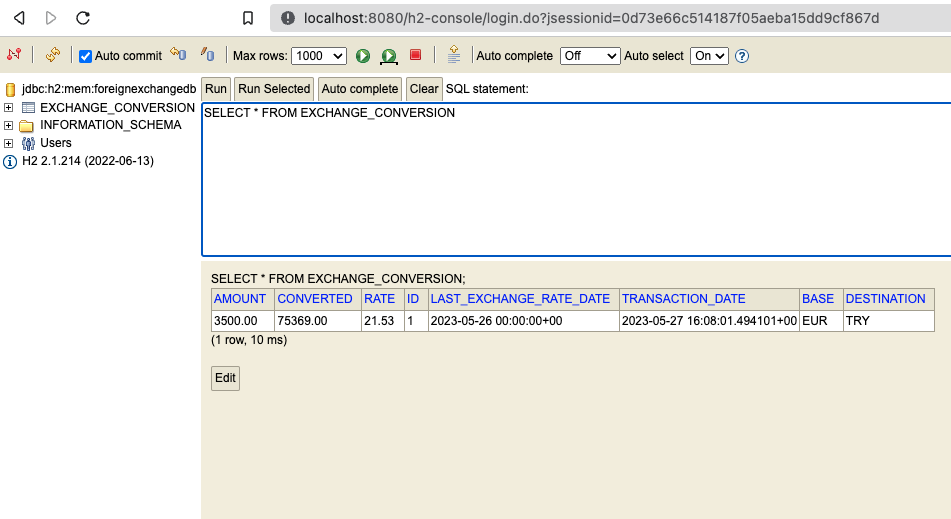 localhost:8080/h2-console/login.do?jsessionid=0d73e66c514187f05aeba15dd9cf867d
Auto commit Max rows: 1000 Auto complete Off Auto select On ?
jdbc:h2:mem:foreignexchangedb
EXCHANGE_CONVERSION
INFORMATION_SCHEMA
Users
H2 2.1.214 (2022-06-13)
Run Run Selected Auto complete Clear SQL statement:
SELECT * FROM EXCHANGE_CONVERSION
SELECT * FROM EXCHANGE_CONVERSION;
AMOUNT CONVERTED RATE ID LAST_EXCHANGE_RATE_DATE TRANSACTION_DATE BASE DESTINATION
3500.00 75369.00 21.53 1 2023-05-26 00:00:00+00 2023-05-27 16:08:01.494101+00 EUR TRY
(1 row, 10 ms)
Edit